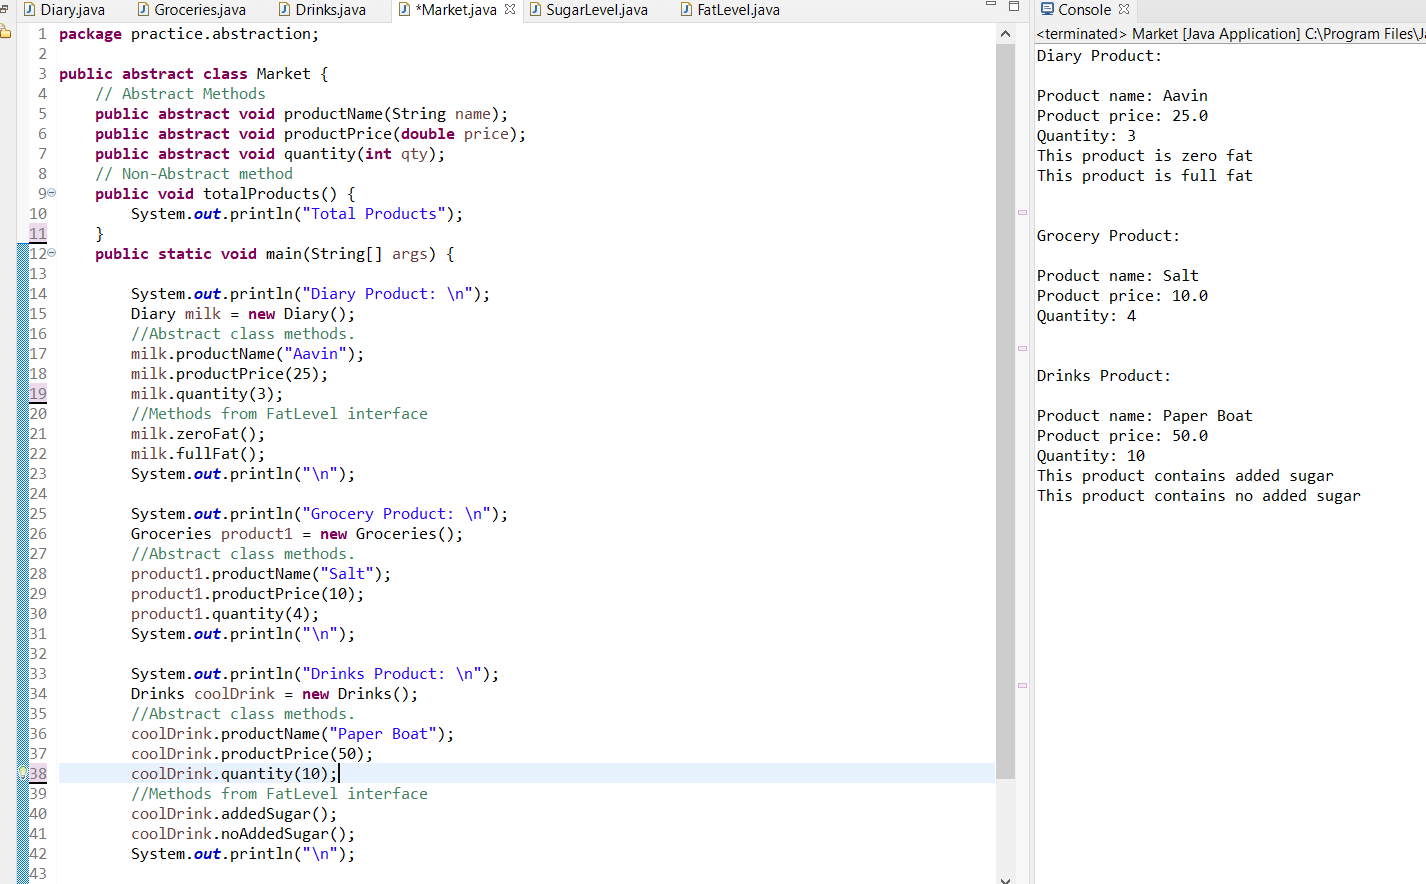 Diary.java Groceries.java Drinks.java *Market.java SugarLevel.java FatLevel.java
1 package practice.abstraction;
2
3 public abstract class Market {
4 // Abstract Methods
5 public abstract void productName(String name);
6 public abstract void productPrice(double price);
7 public abstract void quantity(int qty);
8 // Non-Abstract method
9 public void totalProducts() {
10 System.out.println("Total Products");
11 }
12 public static void main(String[] args) {
13
14 System.out.println("Diary Product: \n");
15 Diary milk = new Diary();
16 //Abstract class methods.
17 milk.productName("Aavin");
18 milk.productPrice(25);
19 milk.quantity(3);
20 //Methods from FatLevel interface
21 milk.zeroFat();
22 milk.fullFat();
23 System.out.println("\n");
24
25 System.out.println("Grocery Product: \n");
26 Groceries product1 = new Groceries();
27 //Abstract class methods.
28 product1.productName("Salt");
29 product1.productPrice(10);
30 product1.quantity(4);
31 System.out.println("\n");
32
33 System.out.println("Drinks Product: \n");
34 Drinks coolDrink = new Drinks();
35 //Abstract class methods.
36 coolDrink.productName("Paper Boat");
37 coolDrink.productPrice(50);
38 coolDrink.quantity(10);
39 //Methods from FatLevel interface
40 coolDrink.addedSugar();
41 coolDrink.noAddedSugar();
42 System.out.println("\n");
43
Console
<terminated> Market [Java Application] C:\Program Files\Ja
Diary Product:
Product name: Aavin
Product price: 25.0
Quantity: 3
This product is zero fat
This product is full fat
Grocery Product:
Product name: Salt
Product price: 10.0
Quantity: 4
Drinks Product:
Product name: Paper Boat
Product price: 50.0
Quantity: 10
This product contains added sugar
This product contains no added sugar